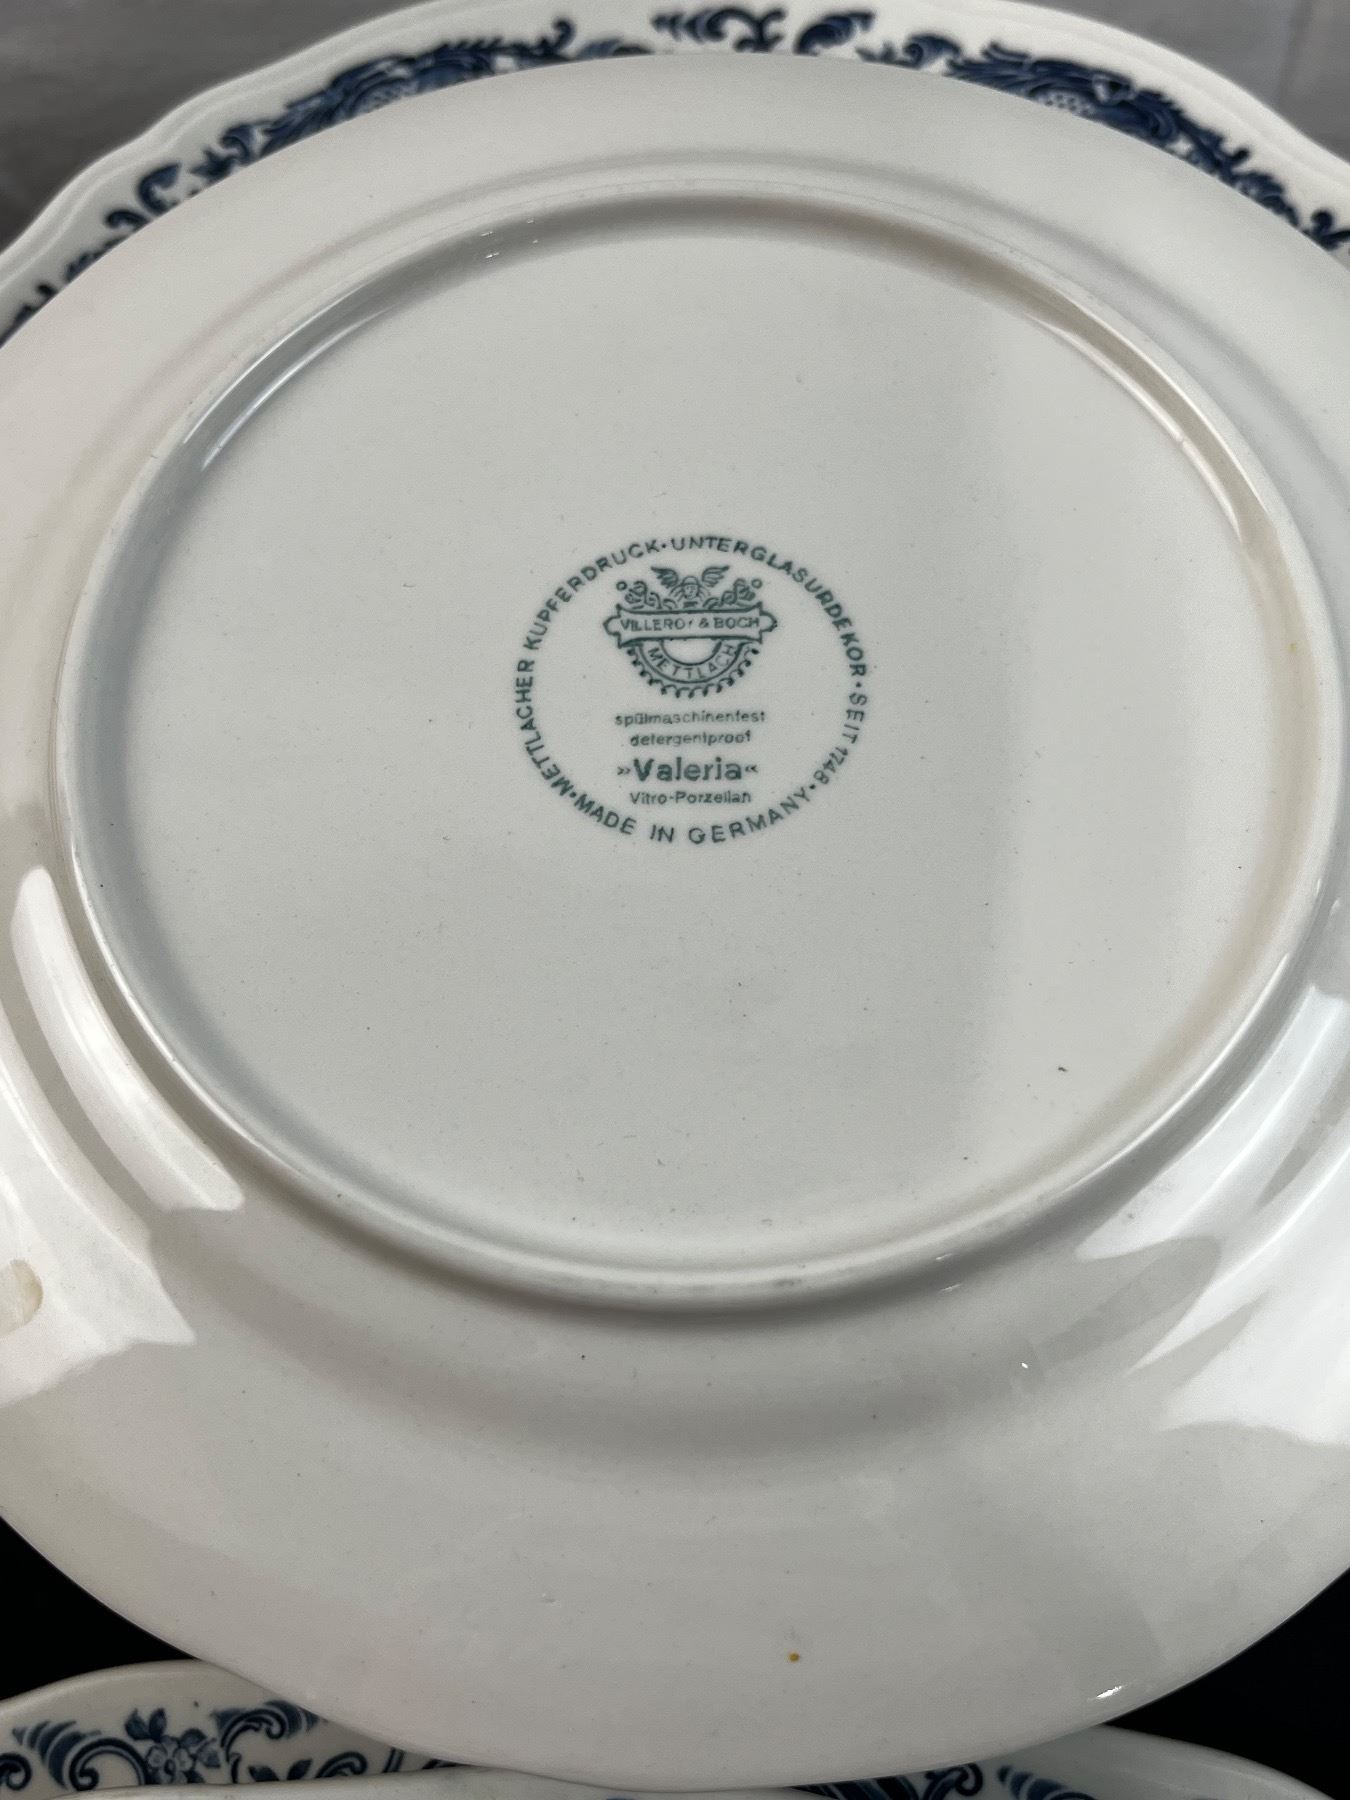 METTLACHER KUPFERDRUCK · UNTERGLASURDEKOR · SEIT 1748 ·
VILLEROY & BOCH
METTLACH
spülmaschinenfest
detergentproof
»Valeria«
Vitro-Porzellan
MADE IN GERMANY ·